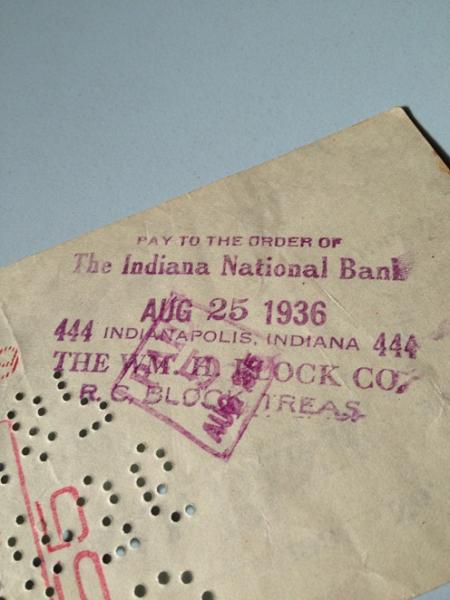 PAY TO THE ORDER OF
The Indiana National Bank
AUG 25 1936
444 INDIANAPOLIS, INDIANA 444
THE WM. H. BLOCK CO.
R. C. BLOCK TREAS.
AUG